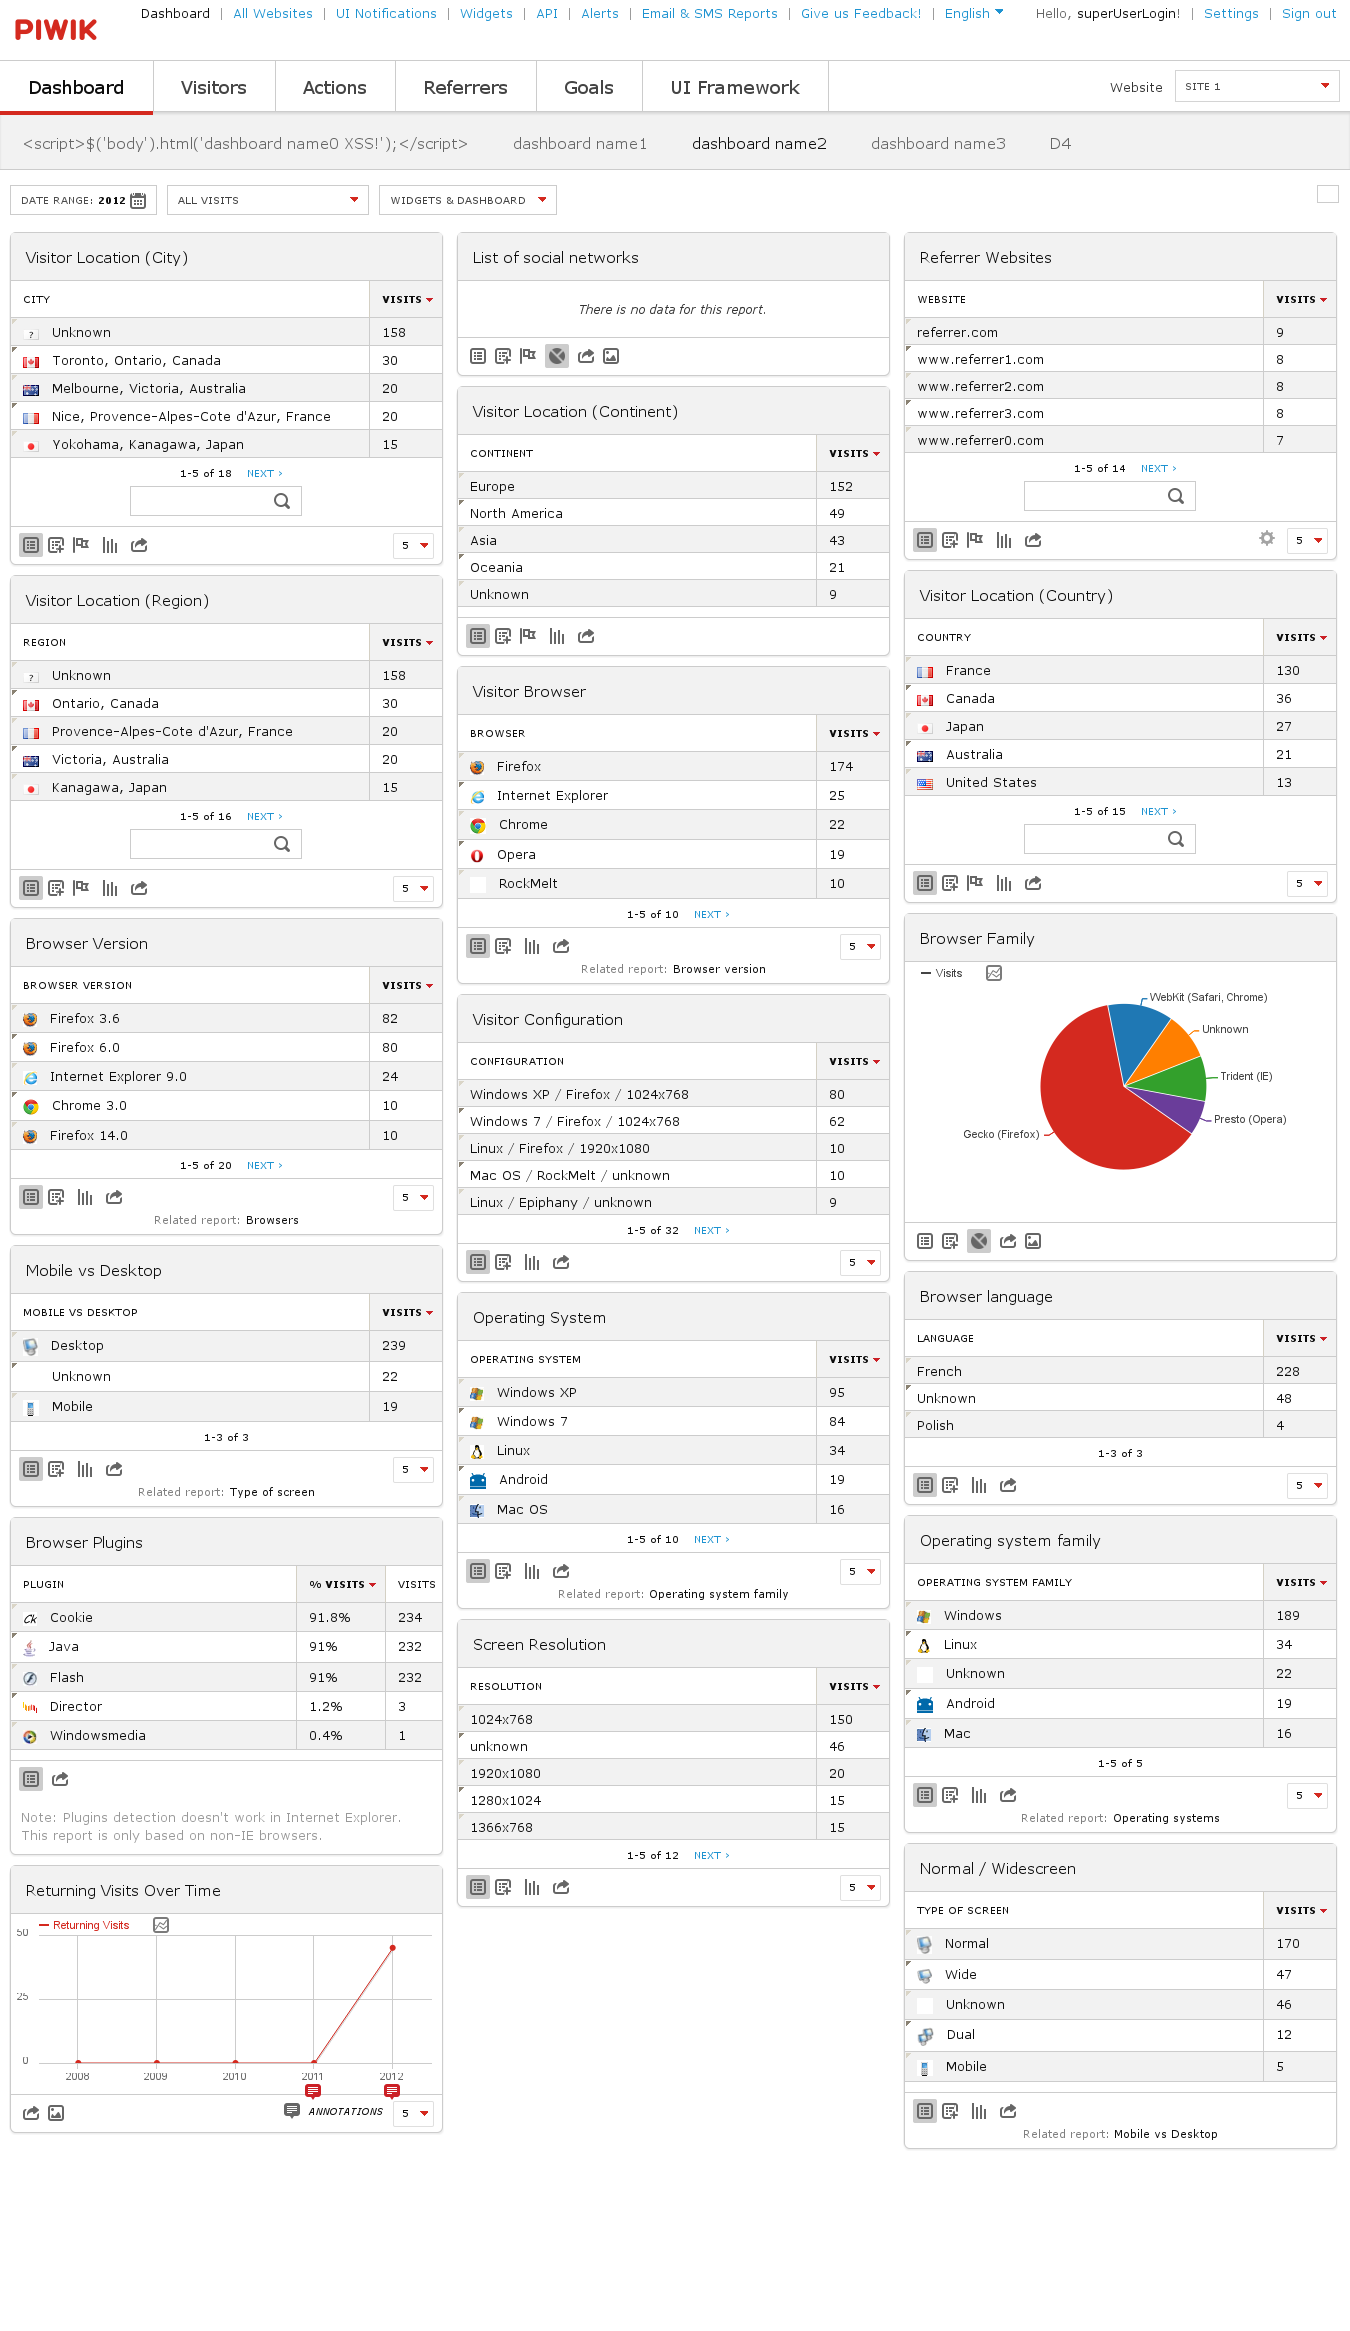 PIWIK
Dashboard | All Websites | UI Notifications | Widgets | API | Alerts | Email & SMS Reports | Give us Feedback! | English
Hello, superUserLogin! | Settings | Sign out
Dashboard
Visitors
Actions
Referrers
Goals
UI Framework
Website
SITE 1
<script>$('body').html('dashboard name0 XSS!');</script>
dashboard name1
dashboard name2
dashboard name3
D4
DATE RANGE: 2012
ALL VISITS
WIDGETS & DASHBOARD
Visitor Location (City)
CITY VISITS
Unknown 158
Toronto, Ontario, Canada 30
Melbourne, Victoria, Australia 20
Nice, Provence-Alpes-Cote d'Azur, France 20
Yokohama, Kanagawa, Japan 15
1-5 of 18 NEXT ›
5
Visitor Location (Region)
REGION VISITS
Unknown 158
Ontario, Canada 30
Provence-Alpes-Cote d'Azur, France 20
Victoria, Australia 20
Kanagawa, Japan 15
1-5 of 16 NEXT ›
5
Browser Version
BROWSER VERSION VISITS
Firefox 3.6 82
Firefox 6.0 80
Internet Explorer 9.0 24
Chrome 3.0 10
Firefox 14.0 10
1-5 of 20 NEXT ›
5
Related report: Browsers
Mobile vs Desktop
MOBILE VS DESKTOP VISITS
Desktop 239
Unknown 22
Mobile 19
1-3 of 3
5
Related report: Type of screen
Browser Plugins
PLUGIN % VISITS VISITS
Cookie 91.8% 234
Java 91% 232
Flash 91% 232
Director 1.2% 3
Windowsmedia 0.4% 1
Note: Plugins detection doesn't work in Internet Explorer.
This report is only based on non-IE browsers.
Returning Visits Over Time
Returning Visits
50
25
0
2008 2009 2010 2011 2012
ANNOTATIONS 5
List of social networks
There is no data for this report.
Visitor Location (Continent)
CONTINENT VISITS
Europe 152
North America 49
Asia 43
Oceania 21
Unknown 9
Visitor Browser
BROWSER VISITS
Firefox 174
Internet Explorer 25
Chrome 22
Opera 19
RockMelt 10
1-5 of 10 NEXT ›
5
Related report: Browser version
Visitor Configuration
CONFIGURATION VISITS
Windows XP / Firefox / 1024x768 80
Windows 7 / Firefox / 1024x768 62
Linux / Firefox / 1920x1080 10
Mac OS / RockMelt / unknown 10
Linux / Epiphany / unknown 9
1-5 of 32 NEXT ›
5
Operating System
OPERATING SYSTEM VISITS
Windows XP 95
Windows 7 84
Linux 34
Android 19
Mac OS 16
1-5 of 10 NEXT ›
5
Related report: Operating system family
Screen Resolution
RESOLUTION VISITS
1024x768 150
unknown 46
1920x1080 20
1280x1024 15
1366x768 15
1-5 of 12 NEXT ›
5
Referrer Websites
WEBSITE VISITS
referrer.com 9
www.referrer1.com 8
www.referrer2.com 8
www.referrer3.com 8
www.referrer0.com 7
1-5 of 14 NEXT ›
5
Visitor Location (Country)
COUNTRY VISITS
France 130
Canada 36
Japan 27
Australia 21
United States 13
1-5 of 15 NEXT ›
5
Browser Family
Visits
WebKit (Safari, Chrome)
Unknown
Trident (IE)
Presto (Opera)
Gecko (Firefox)
Browser language
LANGUAGE VISITS
French 228
Unknown 48
Polish 4
1-3 of 3
5
Operating system family
OPERATING SYSTEM FAMILY VISITS
Windows 189
Linux 34
Unknown 22
Android 19
Mac 16
1-5 of 5
5
Related report: Operating systems
Normal / Widescreen
TYPE OF SCREEN VISITS
Normal 170
Wide 47
Unknown 46
Dual 12
Mobile 5
Related report: Mobile vs Desktop